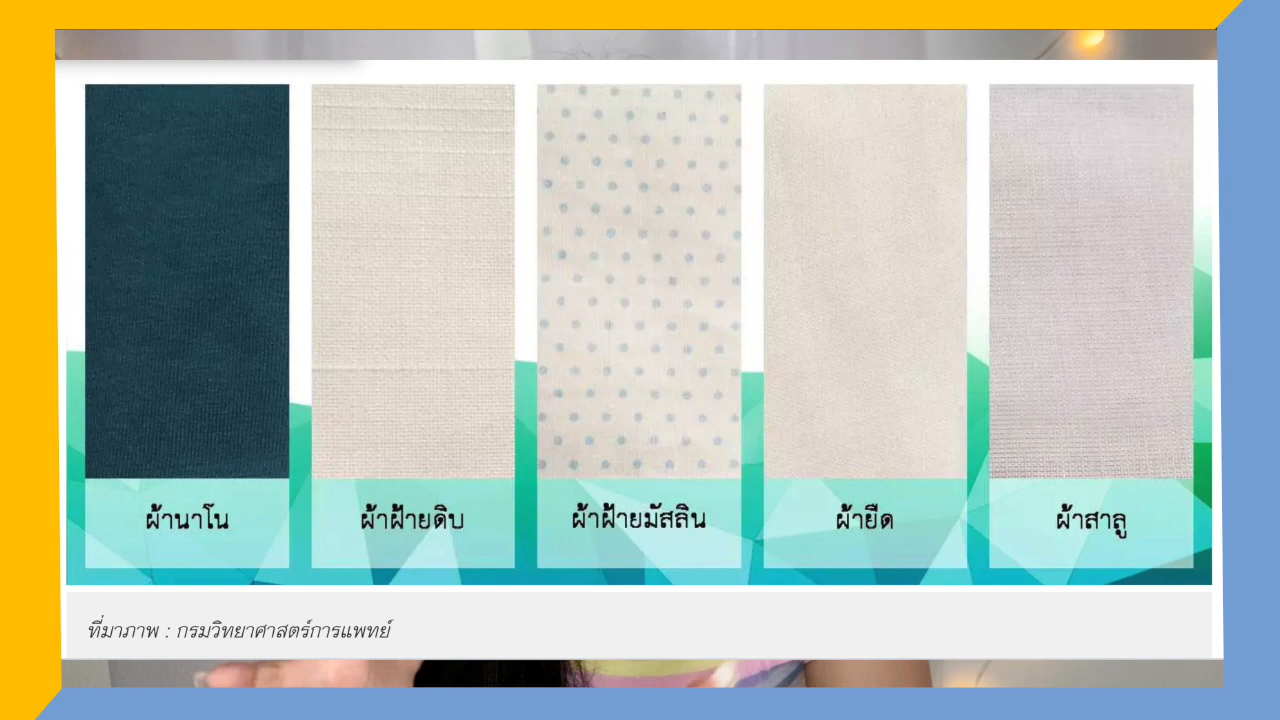 ผ้านาโน
ผ้าฝ้ายดิบ
ผ้าฝ้ายมัสลิน
ผ้ายืด
ผ้าสาลู
ที่มาภาพ : กรมวิทยาศาสตร์การแพทย์